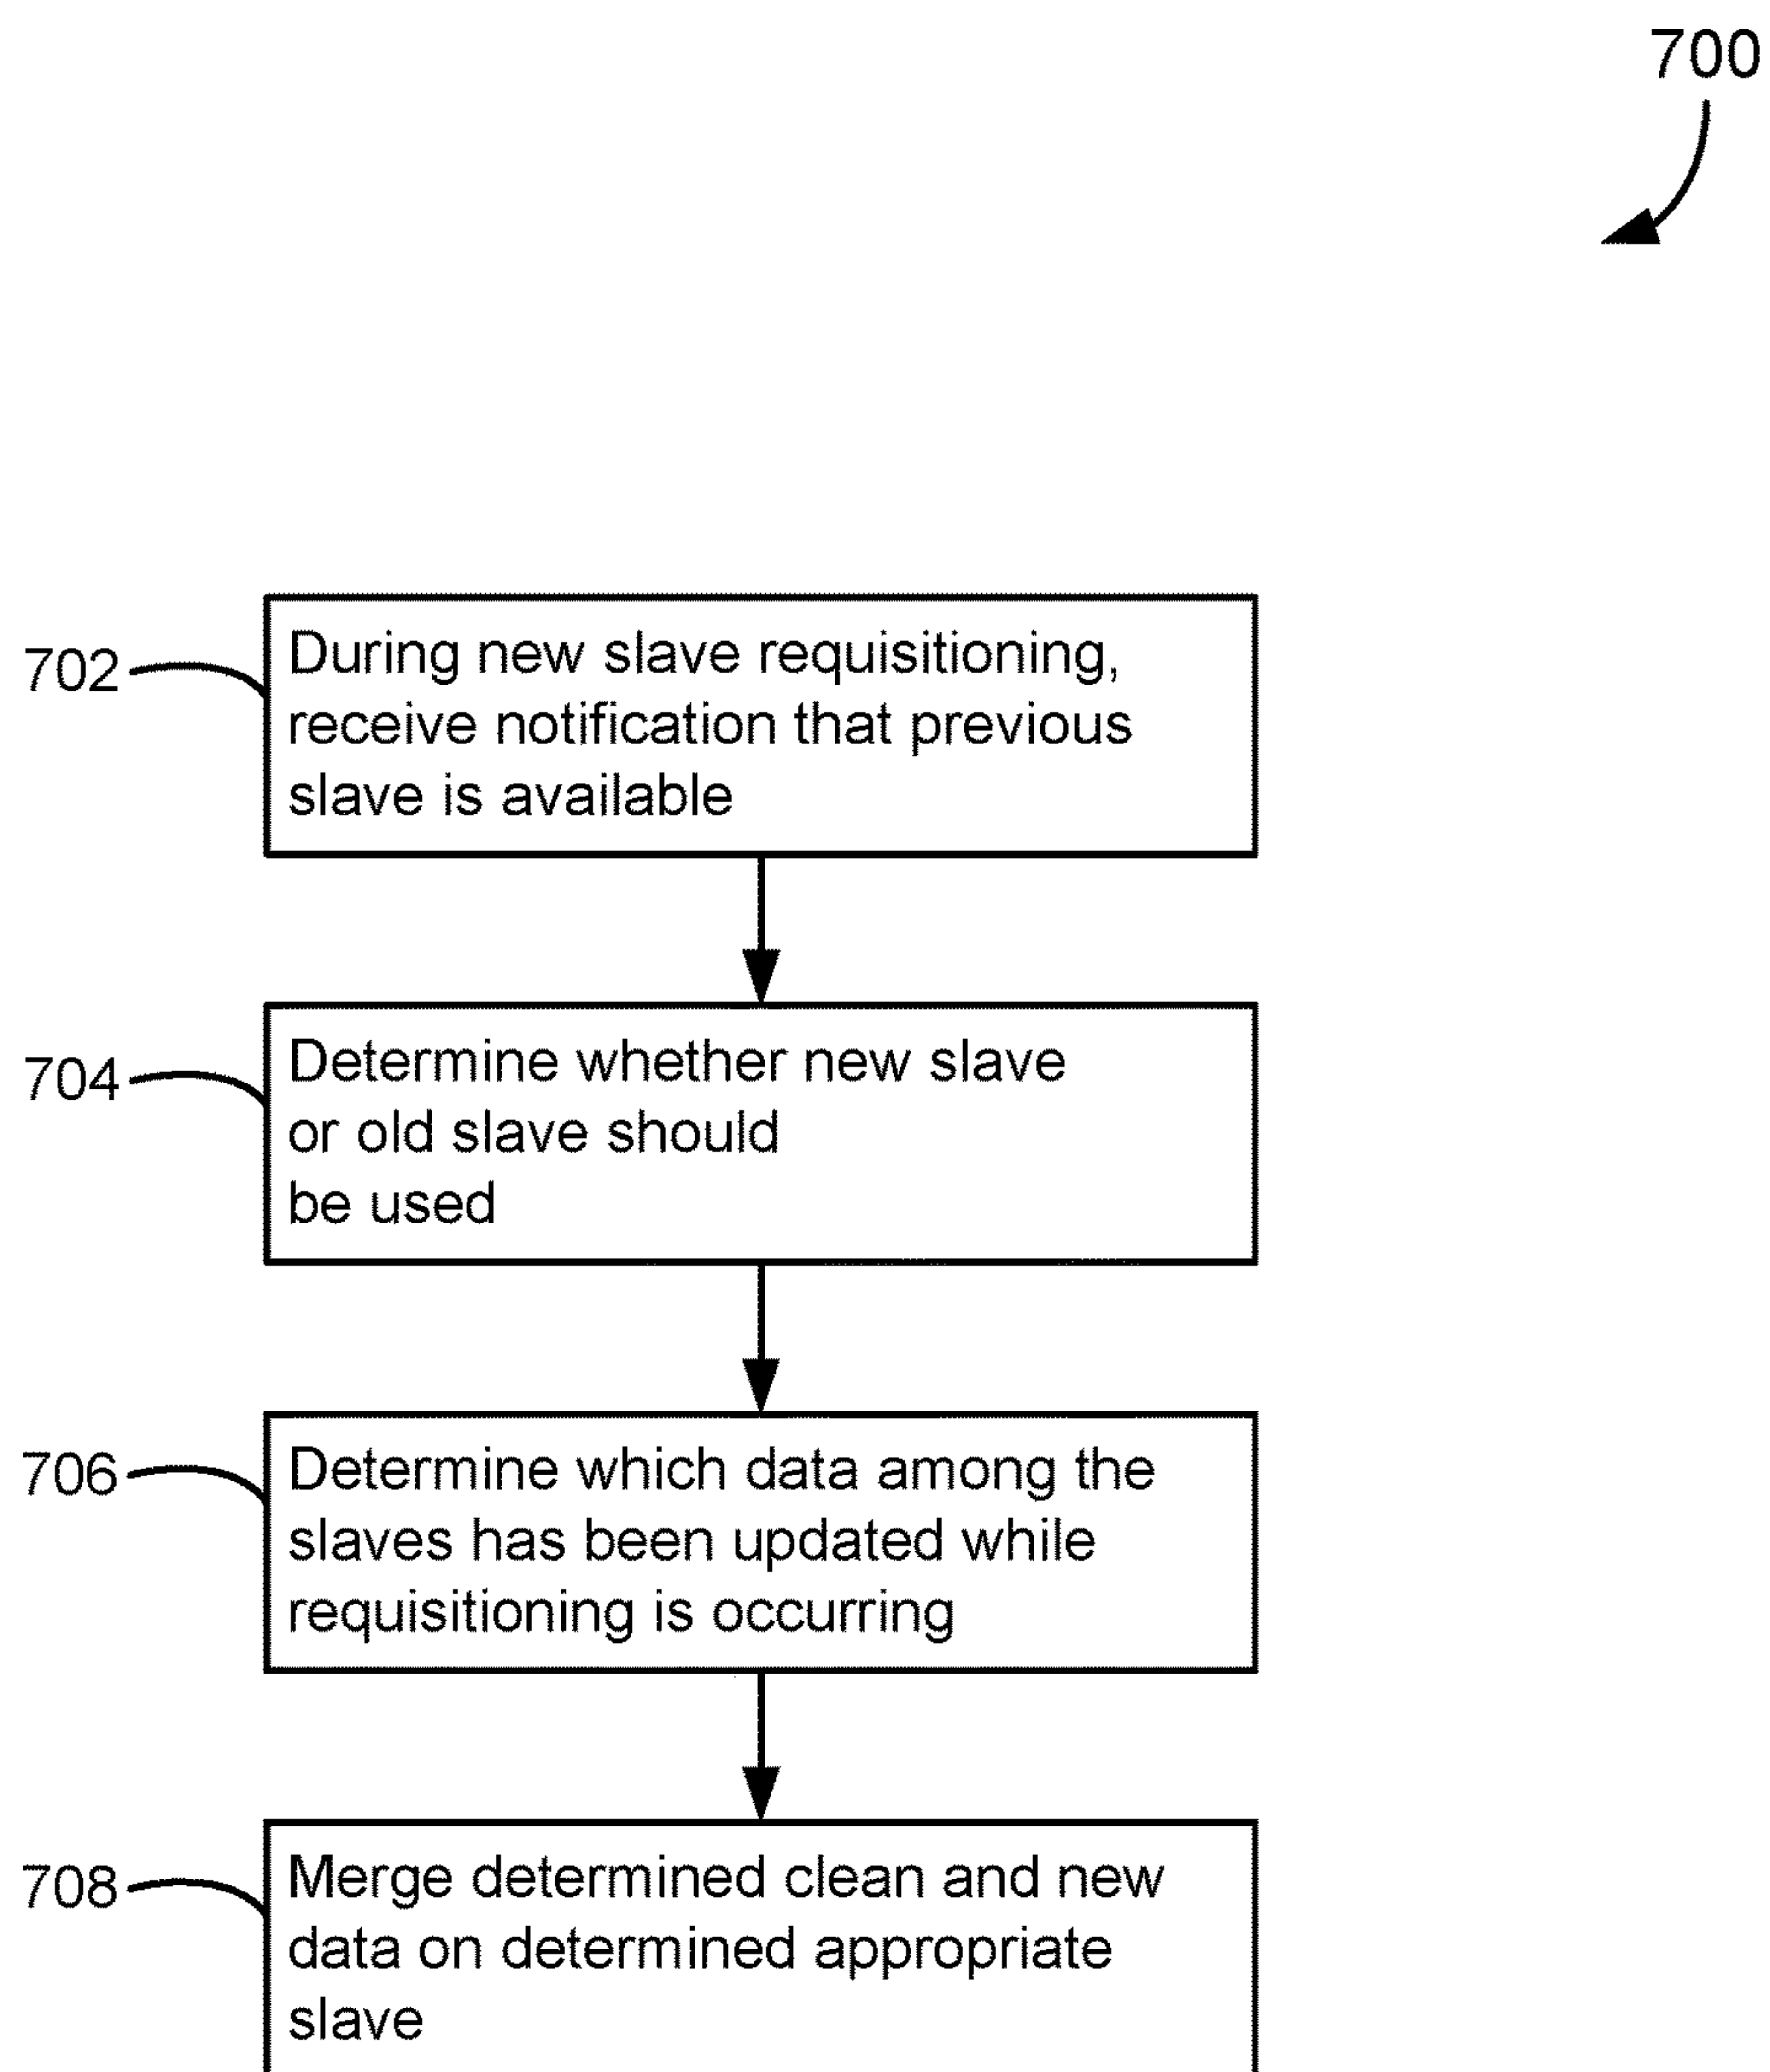 700
702
During new slave requisitioning,
receive notification that previous
slave is available
704
Determine whether new slave
or old slave should
be used
706
Determine which data among the
slaves has been updated while
requisitioning is occurring
708
Merge determined clean and new
data on determined appropriate
slave